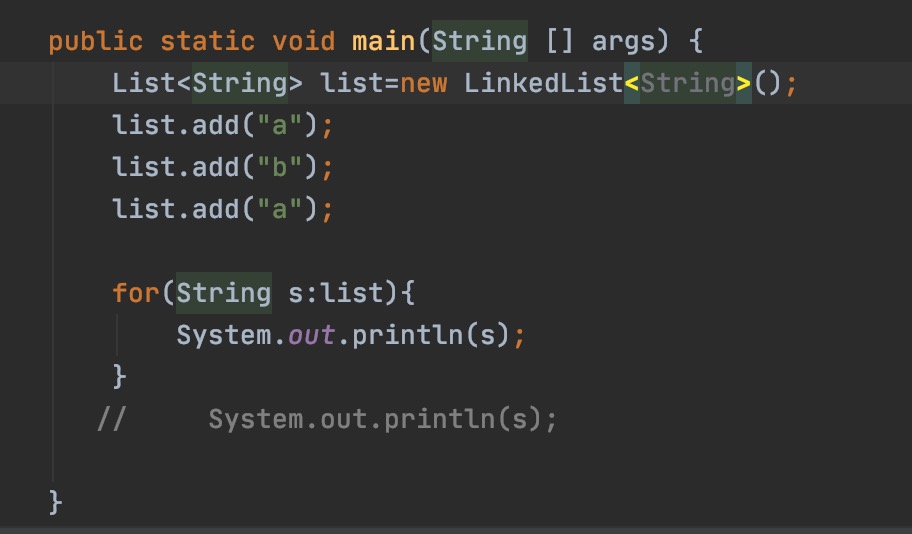 public static void main(String [] args) {
List<String> list=new LinkedList<String>();
list.add("a");
list.add("b");
list.add("a");
for(String s:list){
System.out.println(s);
}
// System.out.println(s);
}